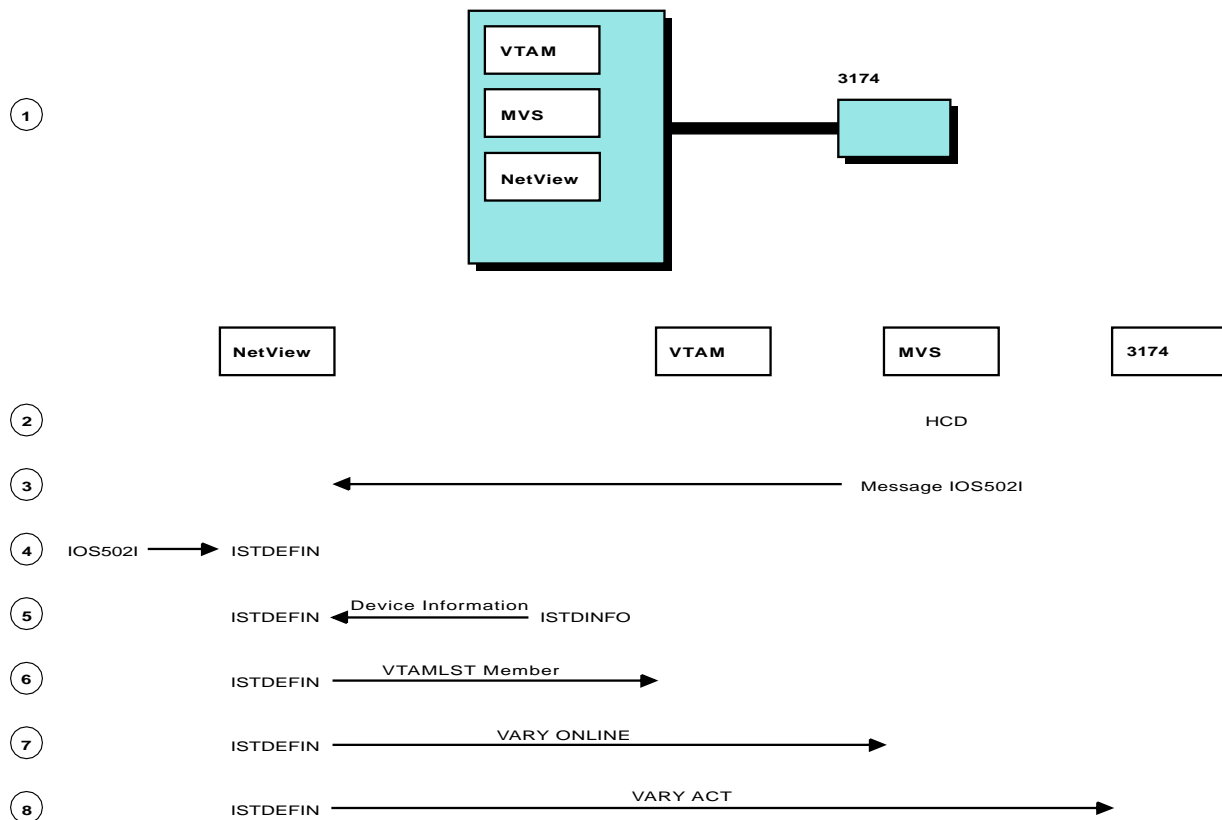 VTAM
3174
1
MVS
NetView
NetView VTAM MVS 3174
2 HCD
3 Message IOS502I
4 IOS502I ISTDEFIN
5 ISTDEFIN Device Information ISTDINFO
6 ISTDEFIN VTAMLST Member
7 ISTDEFIN VARY ONLINE
8 ISTDEFIN VARY ACT